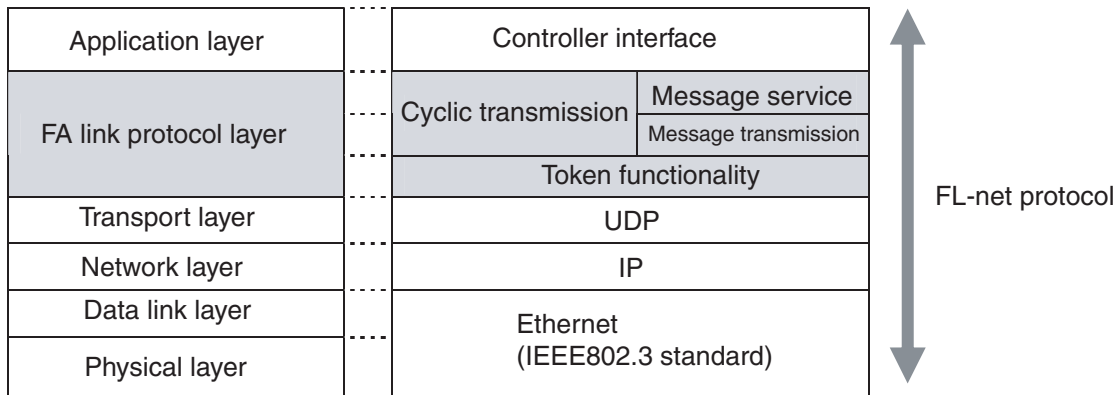 Application layer
Controller interface
FA link protocol layer
Cyclic transmission
Message service
Message transmission
Token functionality
Transport layer
UDP
Network layer
IP
Data link layer
Physical layer
Ethernet
(IEEE802.3 standard)
FL-net protocol